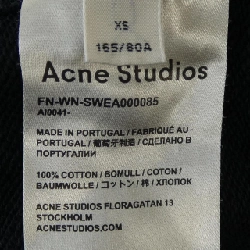 XS
165/80A
Acne Studios
FN-WN-SWEA000085
AI0041-
MADE IN PORTUGAL / FABRIQUÉ AU
PORTUGAL / 葡萄牙制造 / СДЕЛАНО В
ПОРТУГАЛИИ
100% COTTON / BOMULL / COTON /
BAUMWOLLE / コットン / 棉 / ХЛОПОК
ACNE STUDIOS FLORAGATAN 13
STOCKHOLM
ACNESTUDIOS.COM